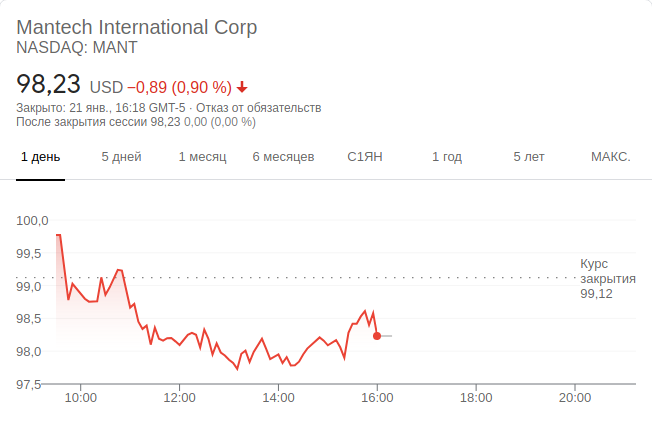 Mantech International Corp
NASDAQ: MANT
98,23 USD −0,89 (0,90 %)
Закрыто: 21 янв., 16:18 GMT-5 · Отказ от обязательств
После закрытия сессии 98,23 0,00 (0,00 %)
1 день 5 дней 1 месяц 6 месяцев С1ЯН 1 год 5 лет МАКС.
100,0
99,5
Курс
закрытия
99,0
99,12
98,5
98,0
97,5
10:00 12:00 14:00 16:00 18:00 20:00